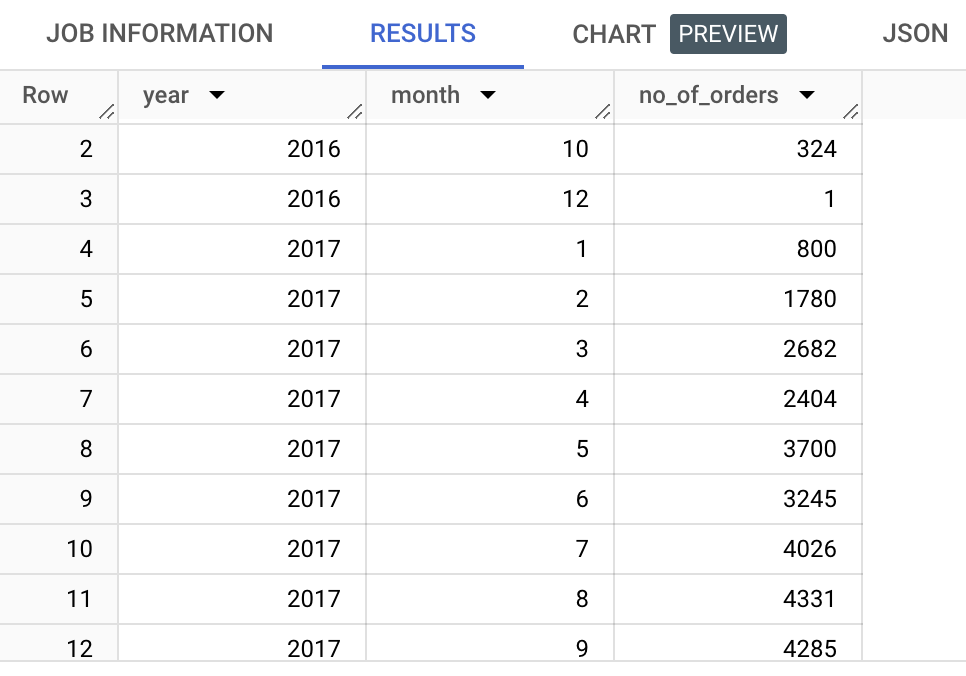 JOB INFORMATION RESULTS CHART PREVIEW JSON
Row year month no_of_orders
2 2016 10 324
3 2016 12 1
4 2017 1 800
5 2017 2 1780
6 2017 3 2682
7 2017 4 2404
8 2017 5 3700
9 2017 6 3245
10 2017 7 4026
11 2017 8 4331
12 2017 9 4285